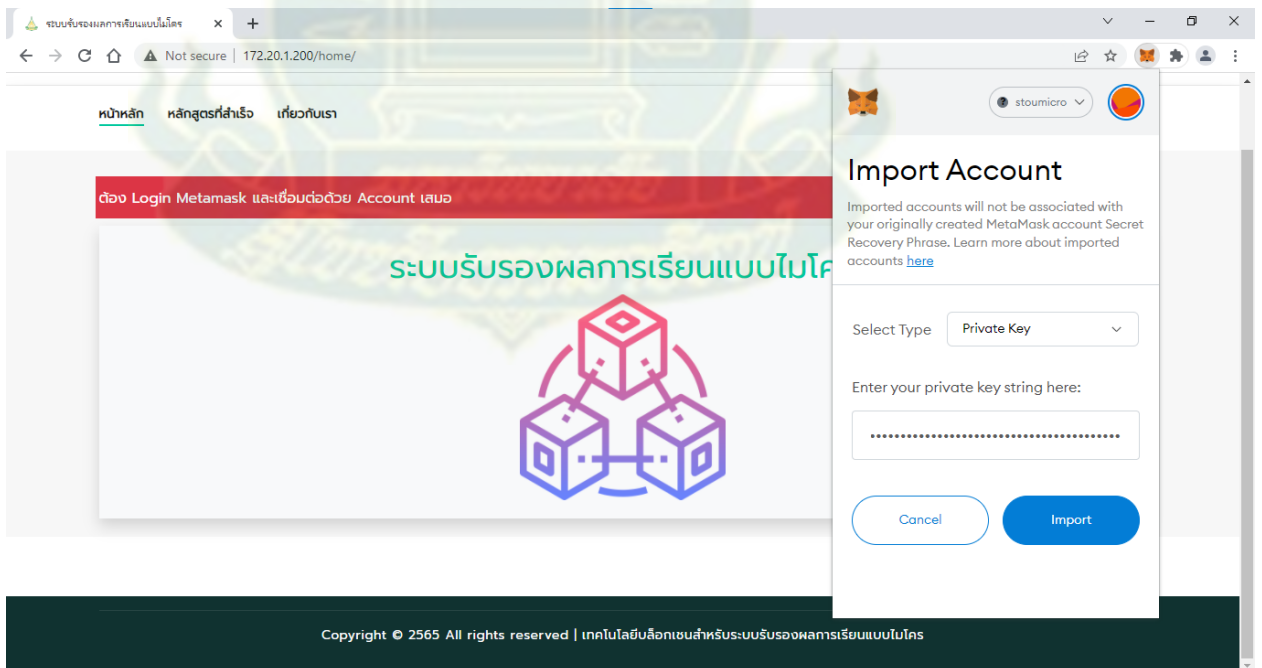 ระบบรับรองผลการเรียนแบบไมโคร
Not secure | 172.20.1.200/home/
stoumicro
หน้าหลัก หลักสูตรที่สำเร็จ เกี่ยวกับเรา
ต้อง Login Metamask และเชื่อมต่อด้วย Account เสมอ
ระบบรับรองผลการเรียนแบบไมโค
Import Account
Imported accounts will not be associated with
your originally created MetaMask account Secret
Recovery Phrase. Learn more about imported
accounts here
Select Type Private Key
Enter your private key string here:
Cancel Import
Copyright © 2565 All rights reserved | เทคโนโลยีบล็อกเชนสำหรับระบบรับรองผลการเรียนแบบไมโคร